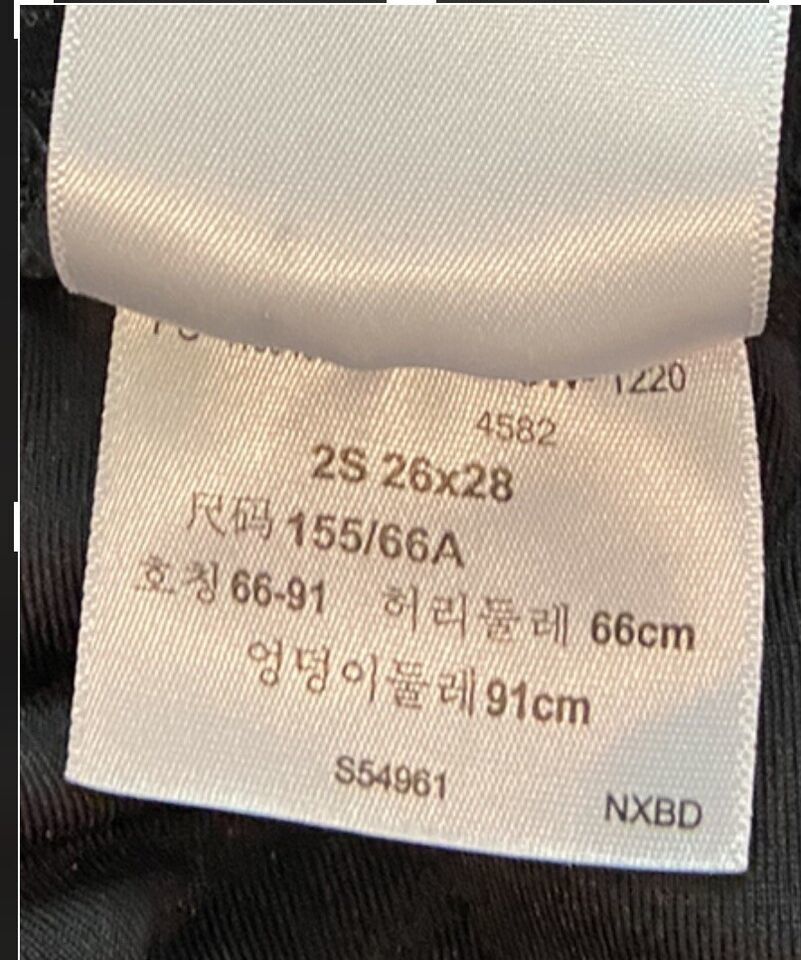 1220
4582
2S 26x28
尺码 155/66A
호칭 66-91 허리둘레 66cm
엉덩이둘레 91cm
S54961
NXBD